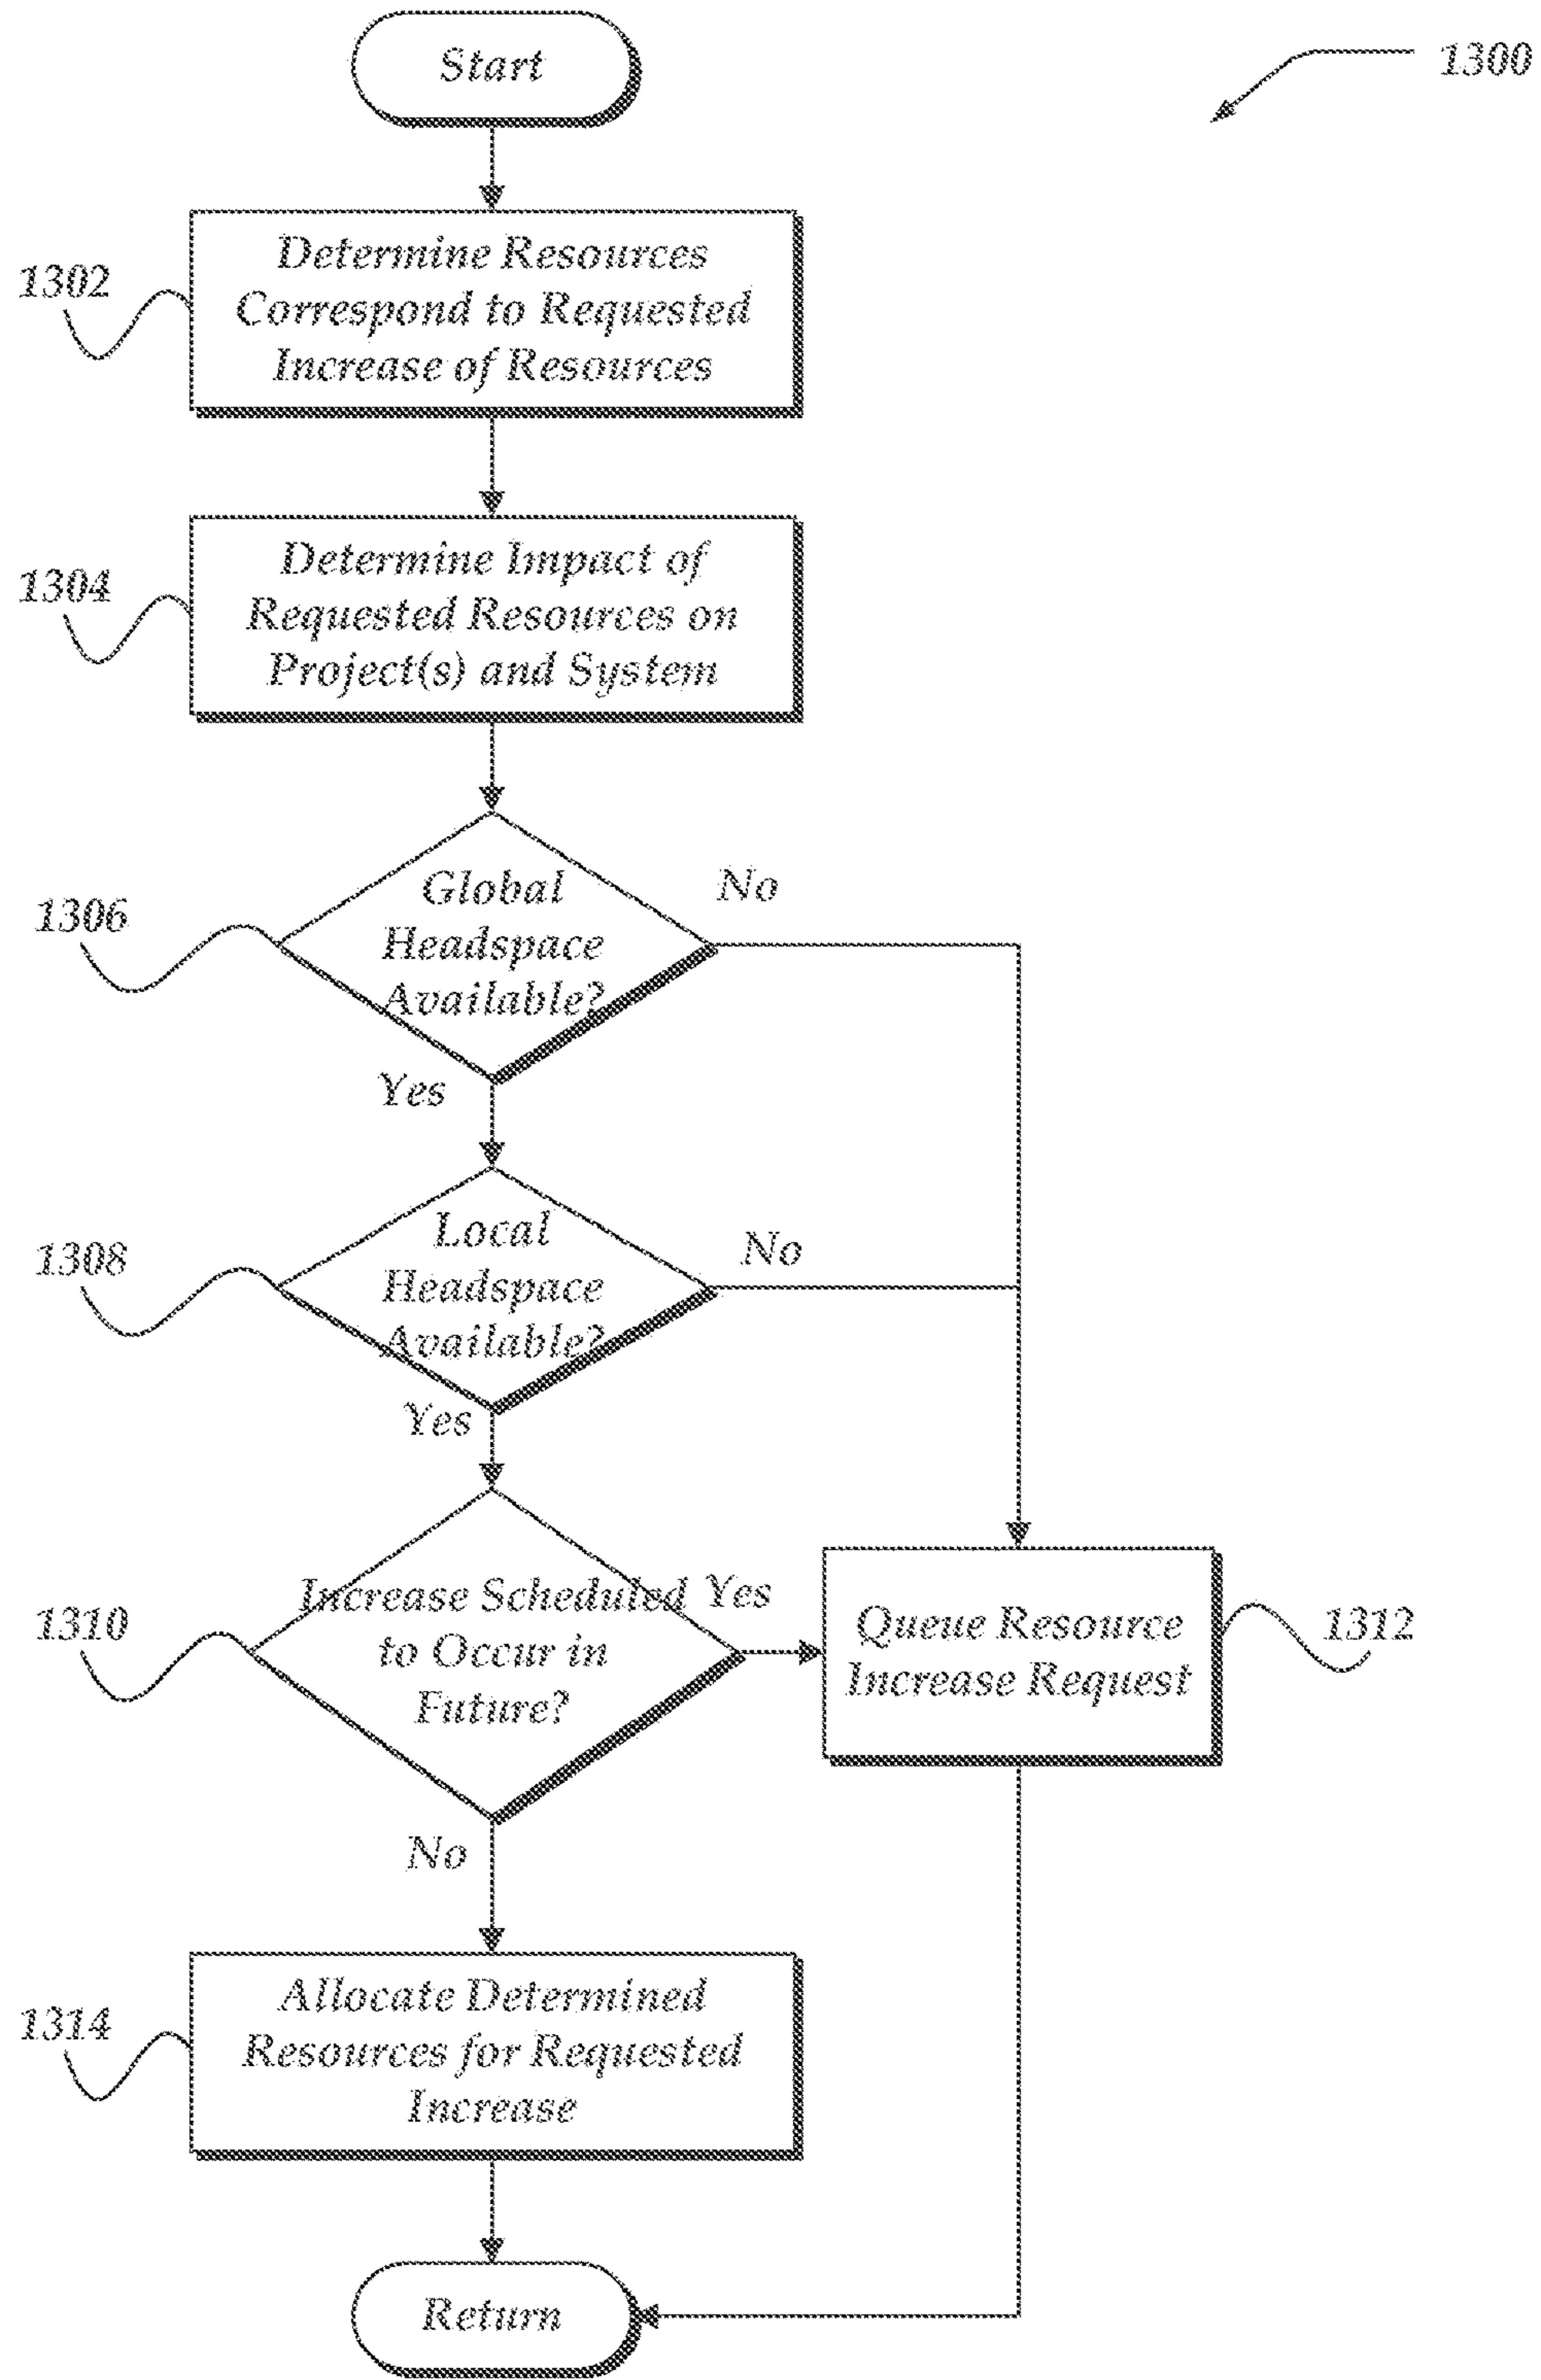 Start
1300
1302
Determine Resources
Correspond to Requested
Increase of Resources
1304
Determine Impact of
Requested Resources on
Project(s) and System
1306
Global
Headspace
Available?
No
Yes
1308
Local
Headspace
Available?
No
Yes
1310
Increase Scheduled
to Occur in
Future?
Yes
Queue Resource
Increase Request
1312
No
1314
Allocate Determined
Resources for Requested
Increase
Return